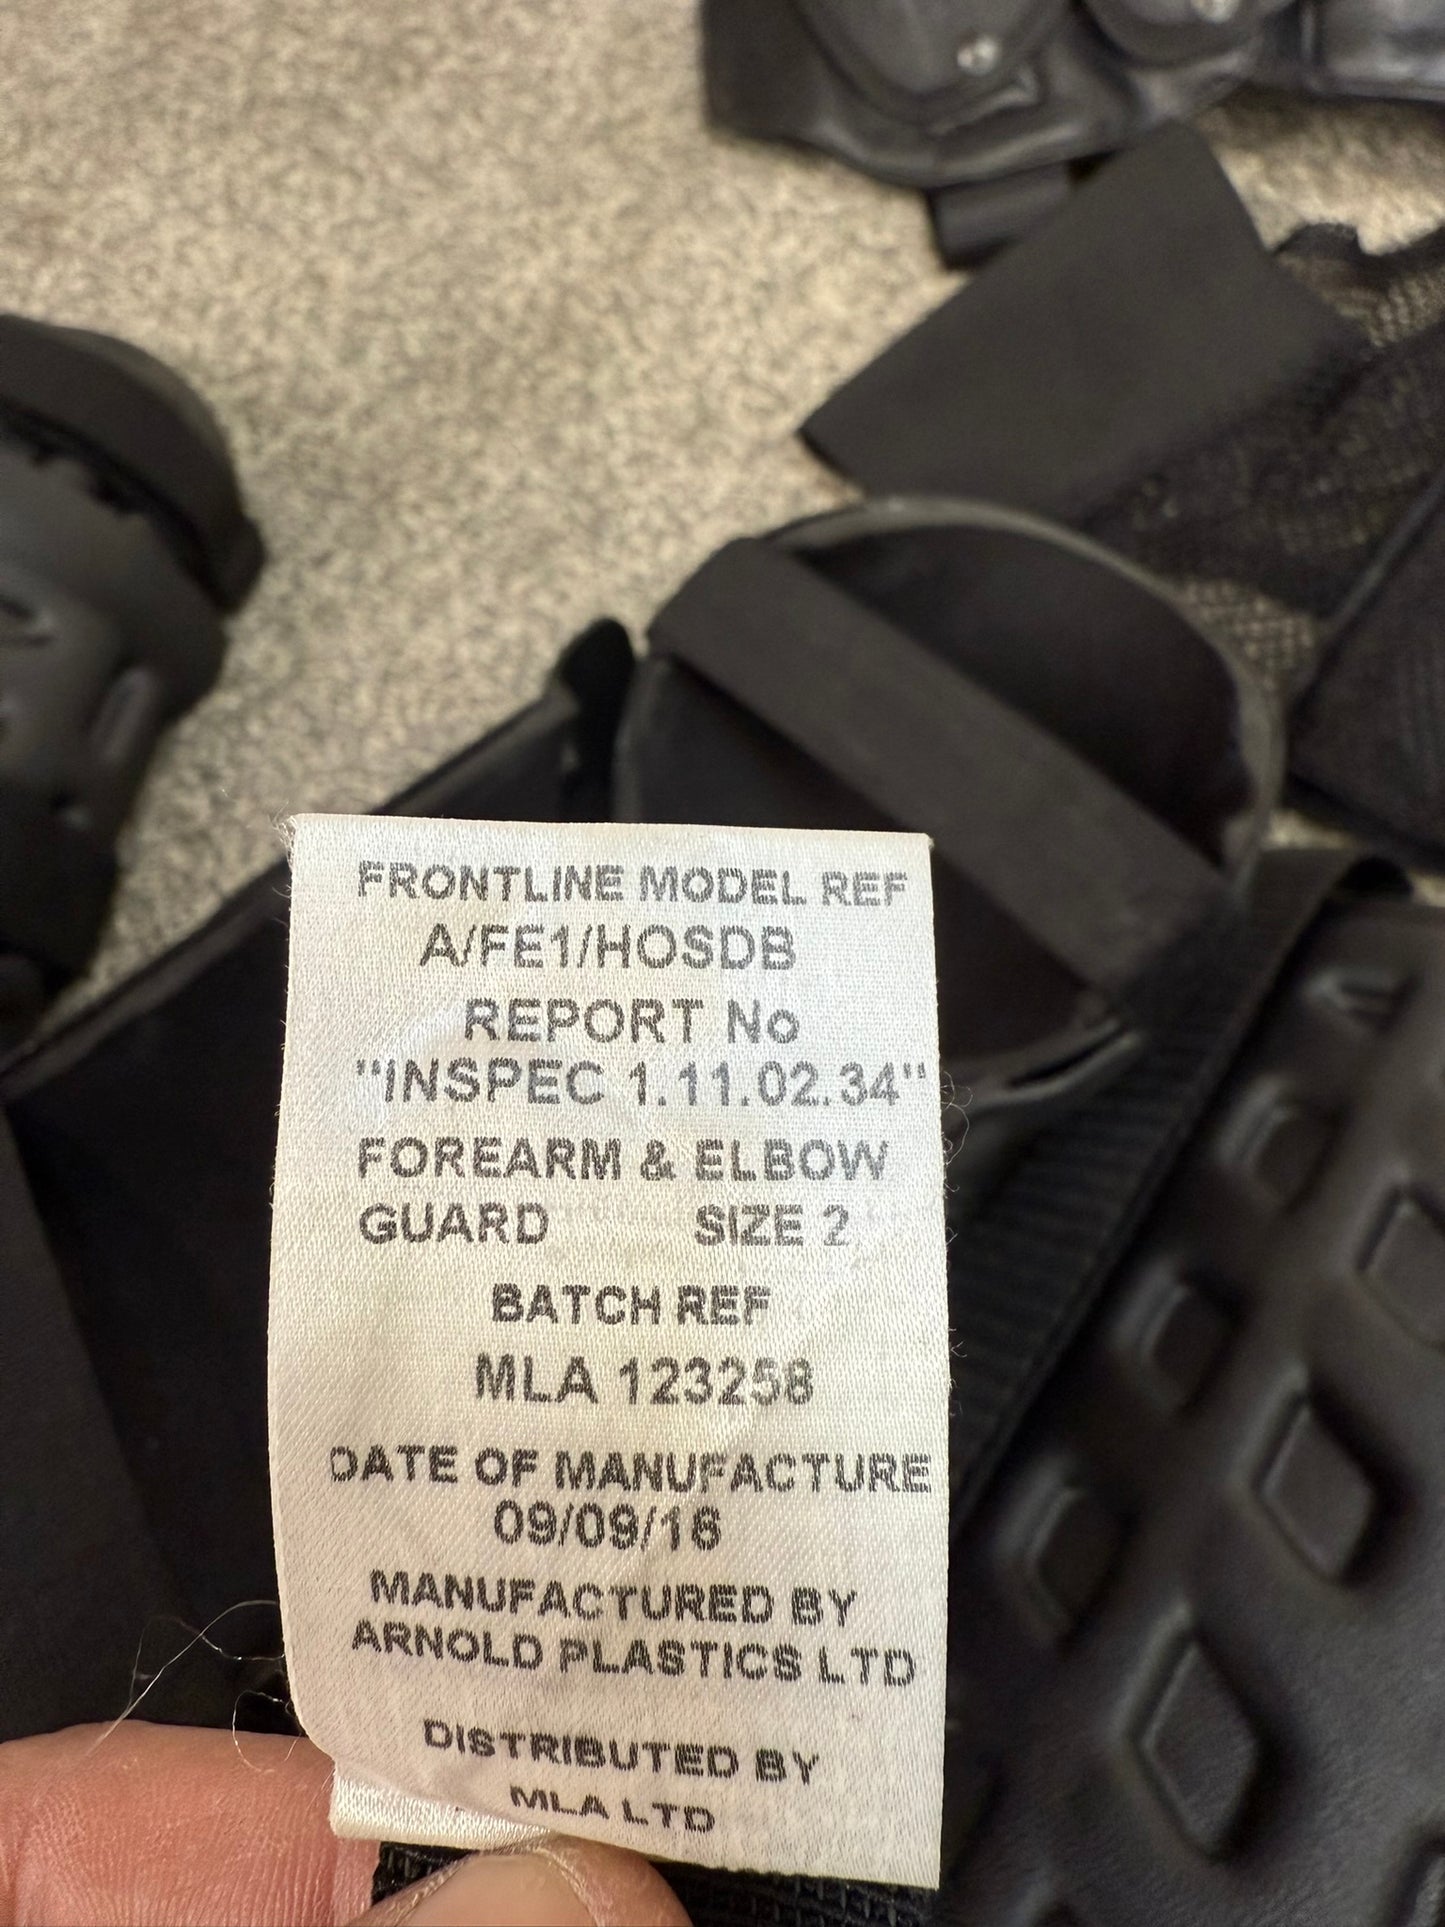 FRONTLINE MODEL REF
A/FE1/HOSDB
REPORT No
"INSPEC 1.11.02.34"
FOREARM & ELBOW
GUARD SIZE 2
BATCH REF
MLA 123258
DATE OF MANUFACTURE
09/09/16
MANUFACTURED BY
ARNOLD PLASTICS LTD
DISTRIBUTED BY
MLA LTD